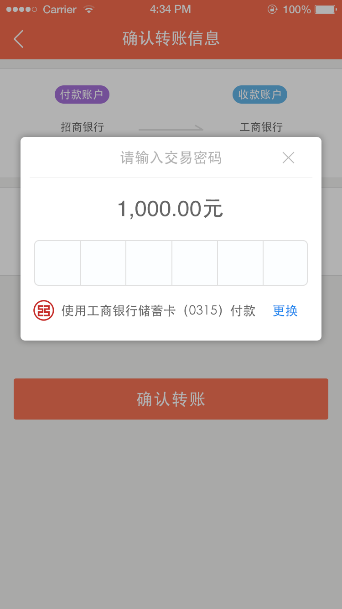 Carrier 4:34 PM 100%
确认转账信息
付款账户 收款账户
招商银行 工商银行
请输入交易密码
1,000.00元
使用工商银行储蓄卡（0315）付款 更换
确认转账